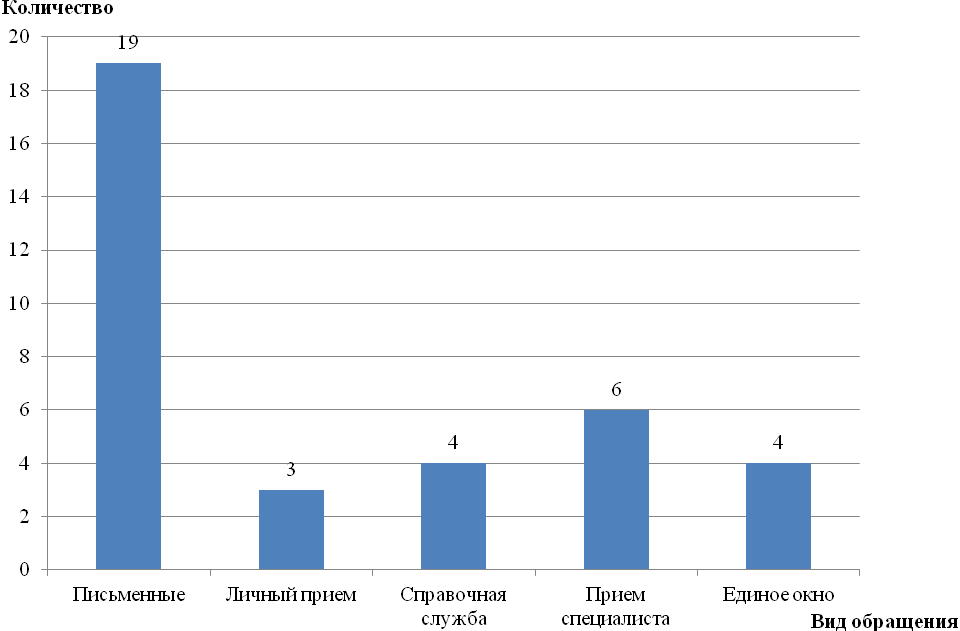 Количество
20
18
16
14
12
10
8
6
4
2
0
19
3
4
6
4
Письменные
Личный прием
Справочная
служба
Прием
специалиста
Единое окно
Вид обращения